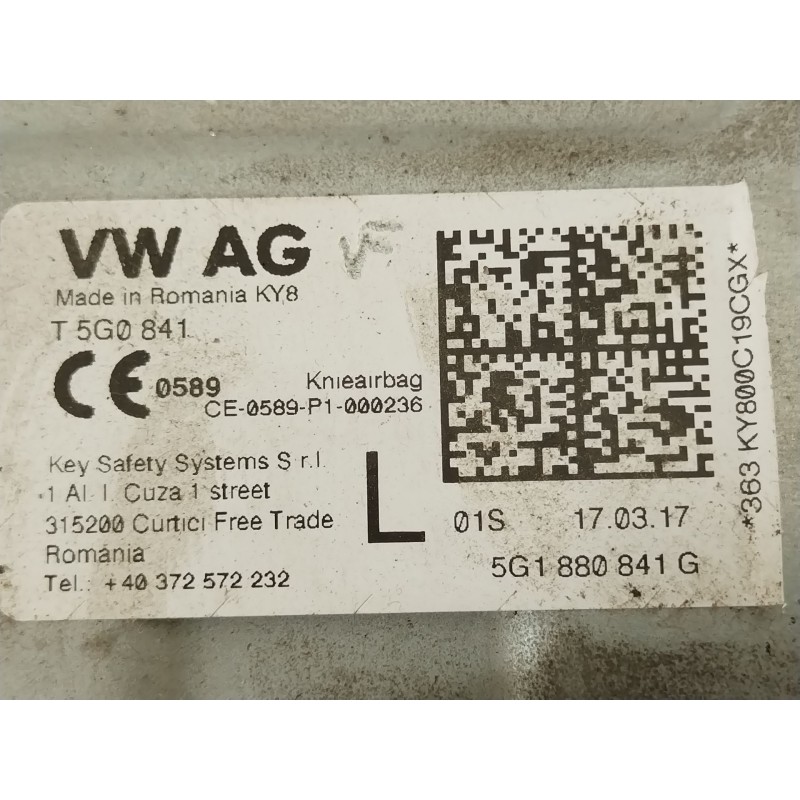 VW AG
VF
Made in Romania KY8
T 5G0 841
CE 0589
Knieairbag
CE-0589-P1-000236
Key Safety Systems S.r.l.
1 Al. I. Cuza 1 street
315200 Curtici Free Trade
România
Tel.: +40 372 572 232
L
01S 17.03.17
5G1 880 841 G
*363 KY800C19CGX*